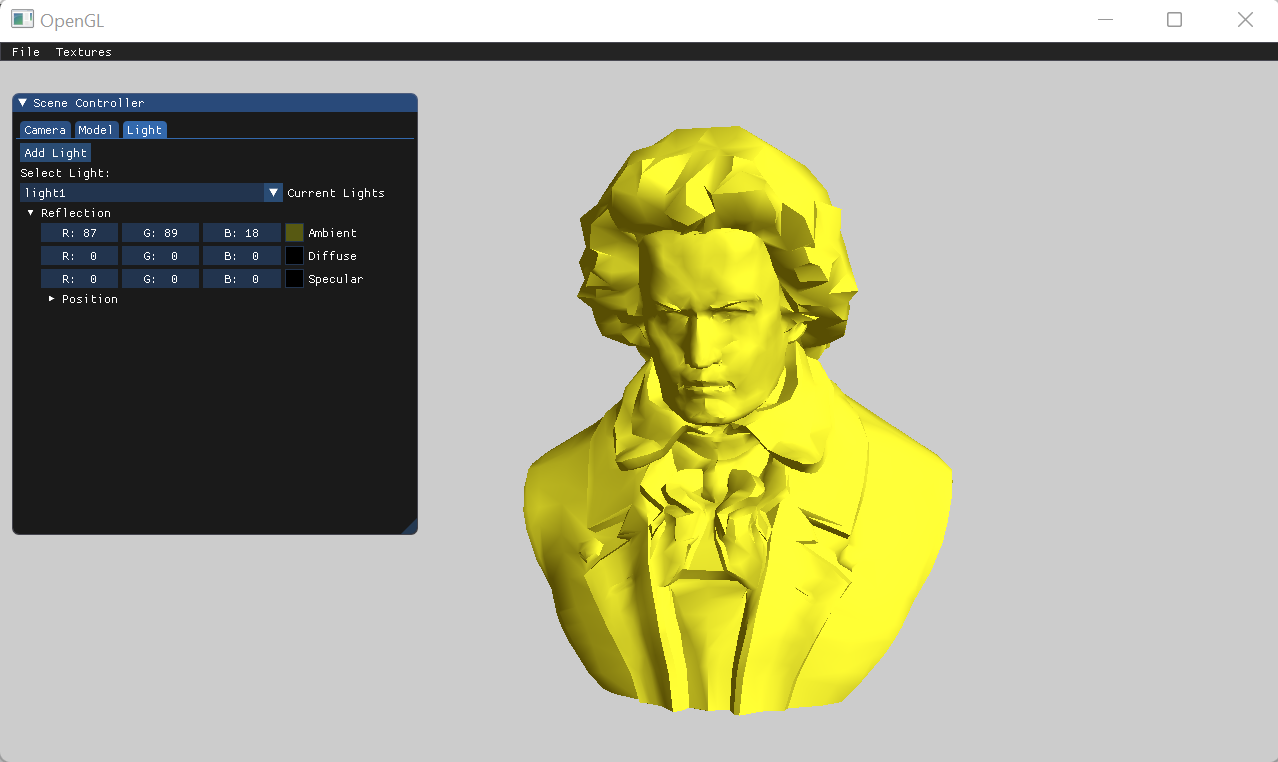 OpenGL
File Textures
Scene Controller
Camera Model Light
Add Light
Select Light:
light1 Current Lights
Reflection
R: 87 G: 89 B: 18 Ambient
R: 0 G: 0 B: 0 Diffuse
R: 0 G: 0 B: 0 Specular
Position